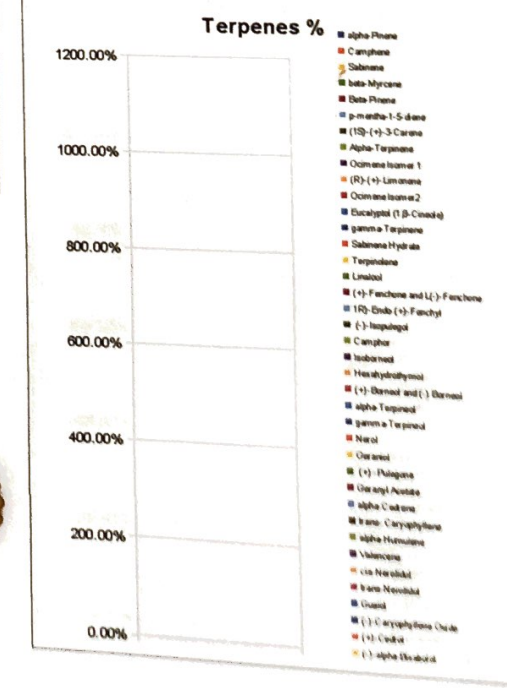 Terpenes %
1200.00%
1000.00%
800.00%
600.00%
400.00%
200.00%
0.00%
alpha-Pinene
Camphene
Sabinene
beta-Myrcene
Beta-Pinene
p-mentha-1-5-diene
(1S)-(+)-3-Carene
Alpha-Terpinene
Ocimene Isomer 1
(R)-(+)-Limonene
Ocimene Isomer2
Eucalyptol (1 β-Cineole)
gamma-Terpinene
Sabinene Hydrate
Terpinolene
Linalool
(+)-Fenchone and L(-)-Fenchone
1R)-Endo-(+)-Fenchyl
(-)-Isopulegol
Camphor
Isoborneol
Hexahydrothymol
(+)-Borneol and (-) Borneol
alpha-Terpineol
gamma-Terpineol
Nerol
Geraniol
(+)-Pulegone
Geranyl Acetate
alpha-Cedrene
trans-Caryophyllene
alpha-Humulene
Valencene
cis-Nerolidol
trans-Nerolidol
Guaiol
(-)-Caryophyllene Oxide
(+)-Cedrol
(-)-alpha-Bisabolol